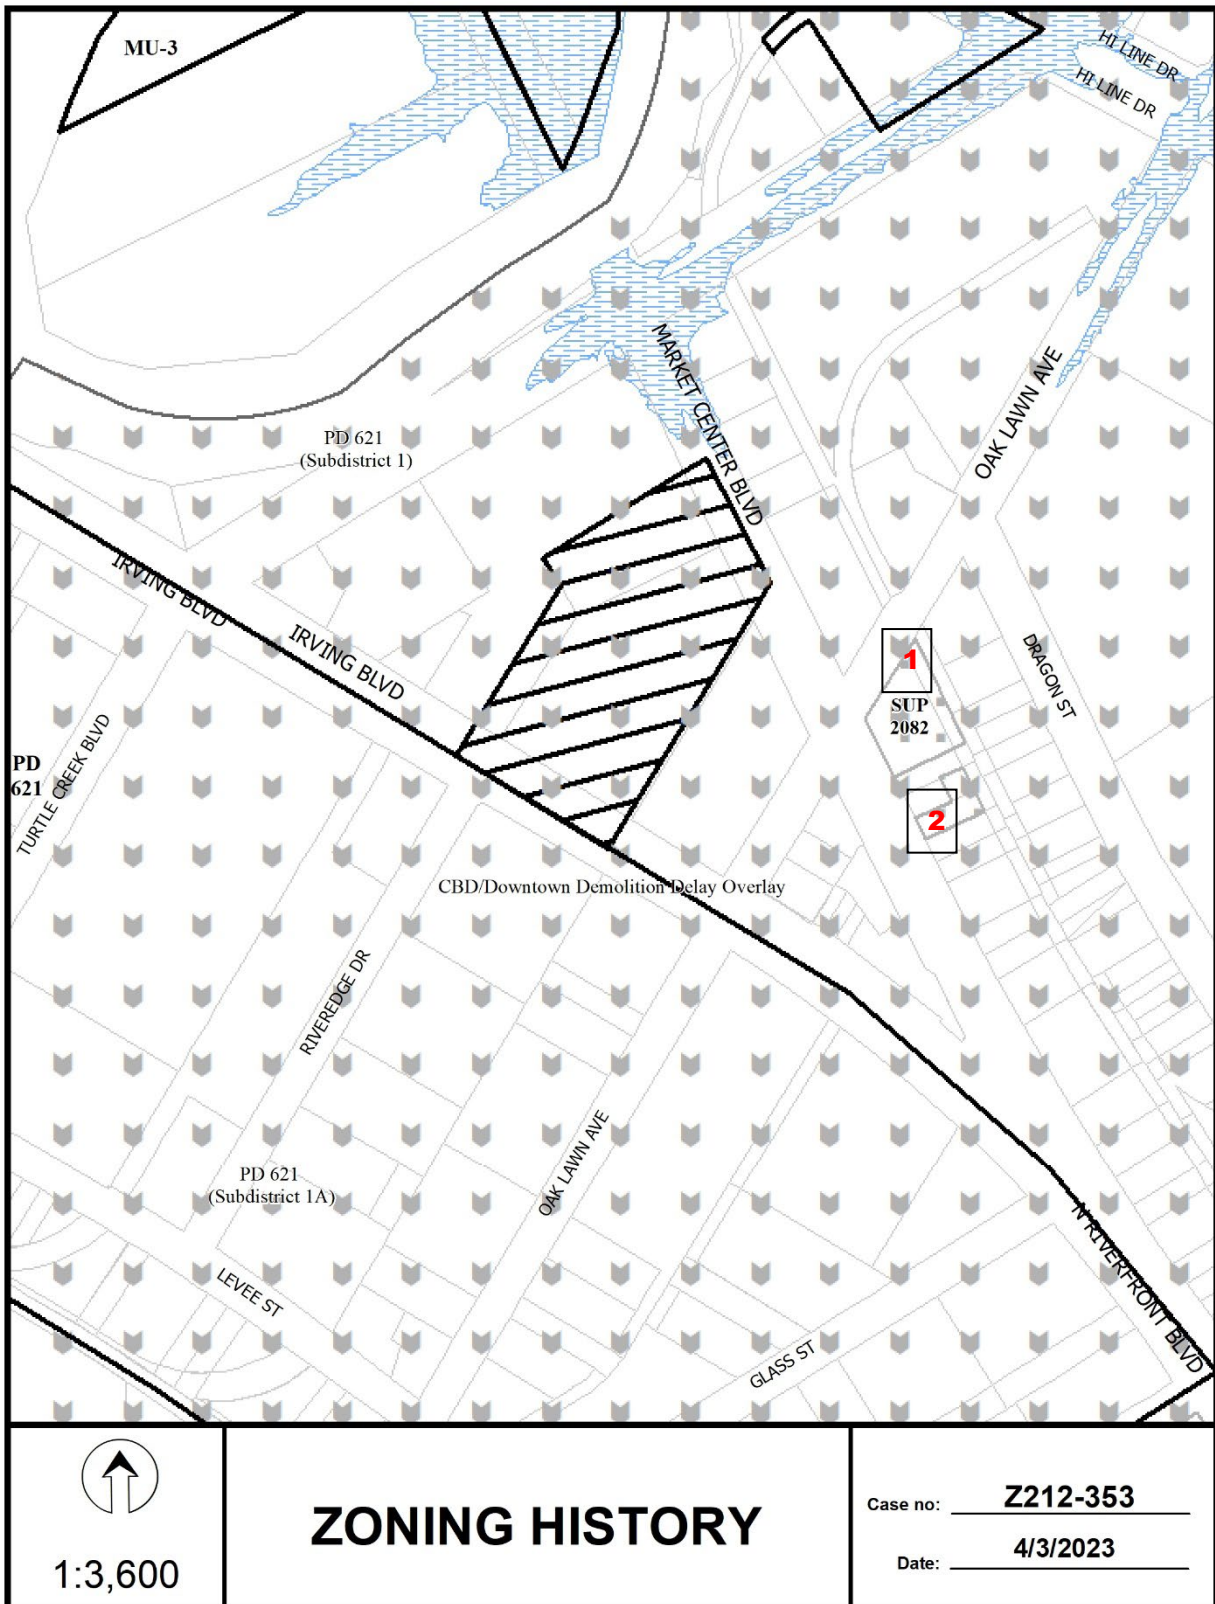 MU-3
HI LINE DR
HI LINE DR
MARKET CENTER BLVD
OAK LAWN AVE
PD 621
(Subdistrict 1)
IRVING BLVD
IRVING BLVD
DRAGON ST
1
SUP
2082
TURTLE CREEK BLVD
PD
621
2
CBD/Downtown Demolition Delay Overlay
RIVEREDGE DR
OAK LAWN AVE
PD 621
(Subdistrict 1A)
N RIVERFRONT BLVD
LEVEE ST
GLASS ST
1:3,600
ZONING HISTORY
Case no: Z212-353
Date: 4/3/2023